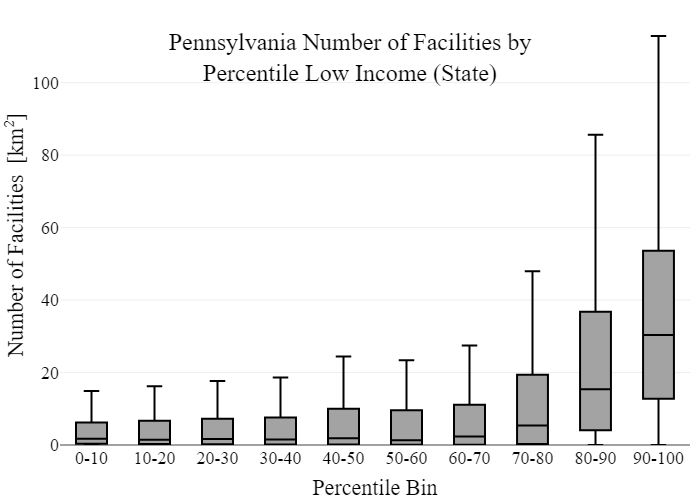 Pennsylvania Number of Facilities by
Percentile Low Income (State)
Number of Facilities [km²]
100
80
60
40
20
0
0-10 10-20 20-30 30-40 40-50 50-60 60-70 70-80 80-90 90-100
Percentile Bin